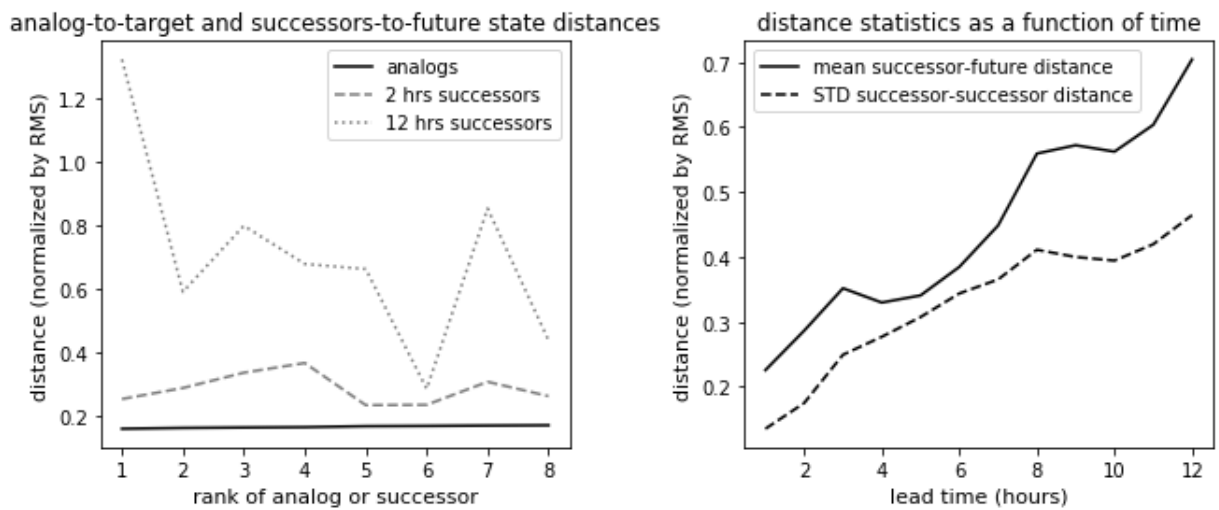 analog-to-target and successors-to-future state distances
distance (normalized by RMS)
1.2
1.0
0.8
0.6
0.4
0.2
analogs
2 hrs successors
12 hrs successors
1 2 3 4 5 6 7 8
rank of analog or successor
distance statistics as a function of time
distance (normalized by RMS)
0.7
0.6
0.5
0.4
0.3
0.2
mean successor-future distance
STD successor-successor distance
2 4 6 8 10 12
lead time (hours)